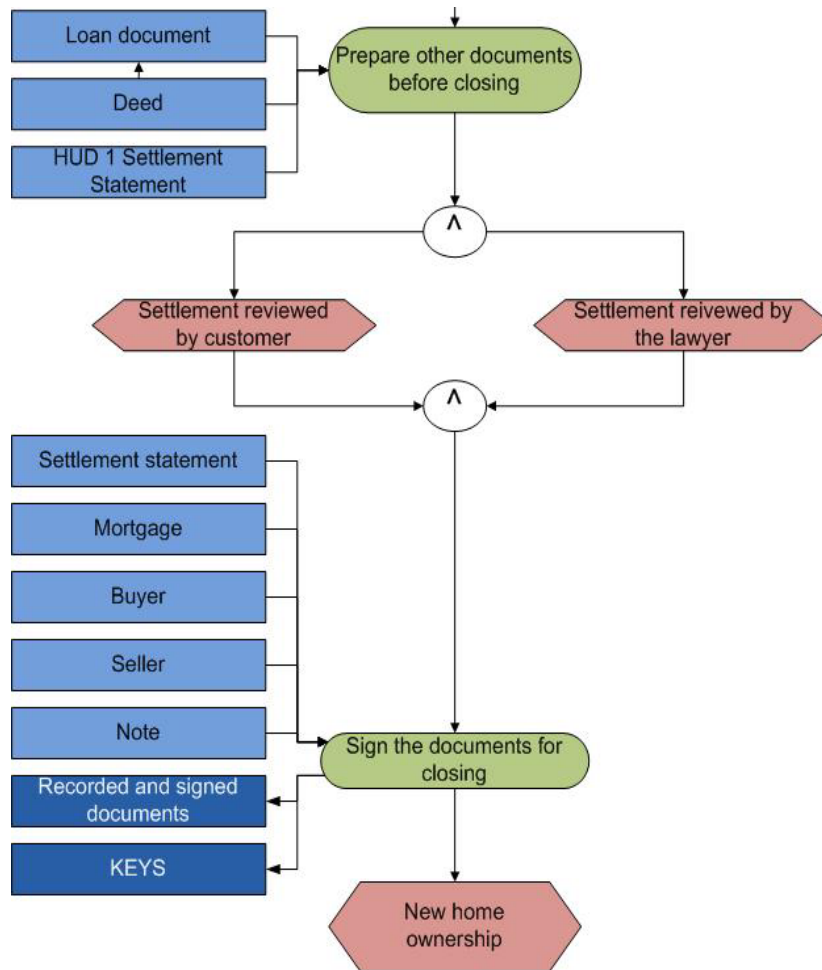 Loan document
Prepare other documents
before closing
Deed
HUD 1 Settlement
Statement
^
Settlement reviewed
by customer
Settlement reivewed by
the lawyer
^
Settlement statement
Mortgage
Buyer
Seller
Note
Sign the documents for
closing
Recorded and signed
documents
KEYS
New home
ownership